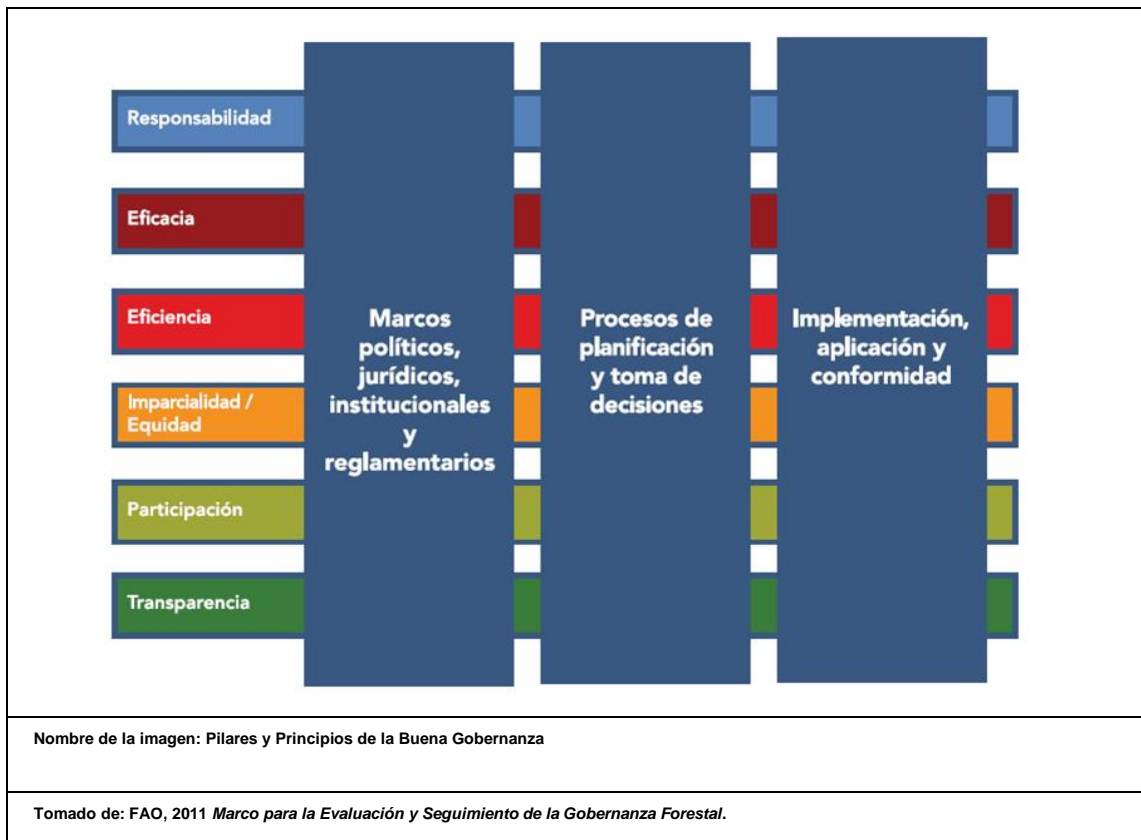 Responsabilidad
Eficacia
Eficiencia
Imparcialidad /
Equidad
Participación
Transparencia
Marcos
políticos,
jurídicos,
institucionales
y
reglamentarios
Procesos de
planificación
y toma de
decisiones
Implementación,
aplicación y
conformidad
Nombre de la imagen: Pilares y Principios de la Buena Gobernanza
Tomado de: FAO, 2011 Marco para la Evaluación y Seguimiento de la Gobernanza Forestal.